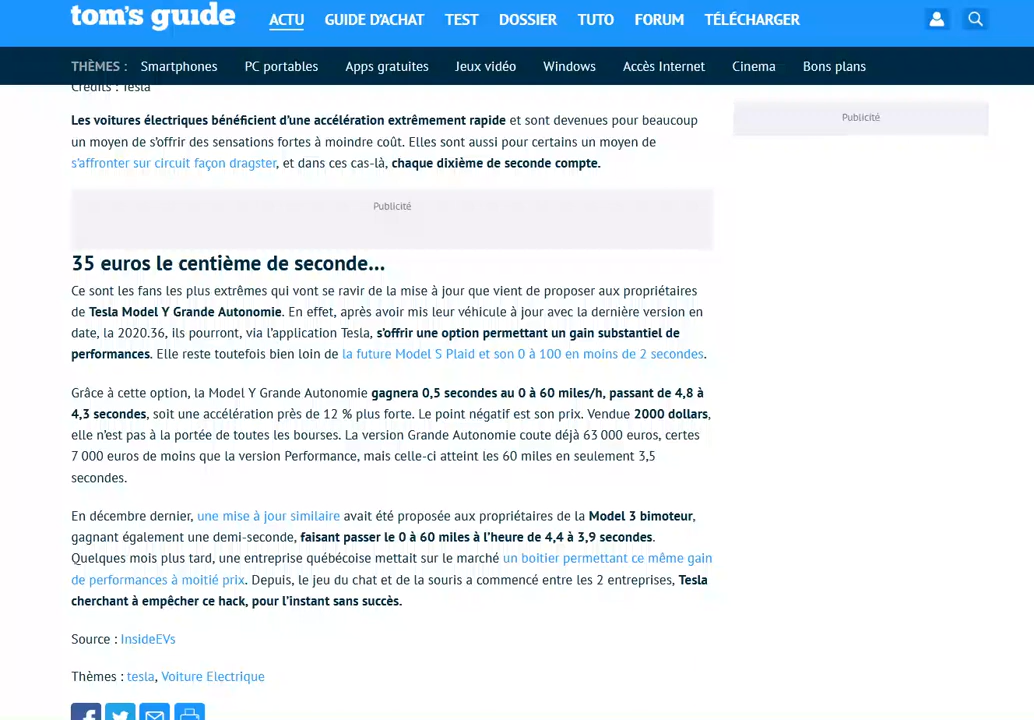 tom's guide
ACTU GUIDE D'ACHAT TEST DOSSIER TUTO FORUM TÉLÉCHARGER
THÈMES : Smartphones PC portables Apps gratuites Jeux vidéo Windows Accès Internet Cinema Bons plans
Crédits : Tesla
Les voitures électriques bénéficient d'une accélération extrêmement rapide et sont devenues pour beaucoup
un moyen de s'offrir des sensations fortes à moindre coût. Elles sont aussi pour certains un moyen de
s'affronter sur circuit façon dragster, et dans ces cas-là, chaque dixième de seconde compte.
Publicité
Publicité
35 euros le centième de seconde…
Ce sont les fans les plus extrêmes qui vont se ravir de la mise à jour que vient de proposer aux propriétaires
de Tesla Model Y Grande Autonomie. En effet, après avoir mis leur véhicule à jour avec la dernière version en
date, la 2020.36, ils pourront, via l'application Tesla, s'offrir une option permettant un gain substantiel de
performances. Elle reste toutefois bien loin de la future Model S Plaid et son 0 à 100 en moins de 2 secondes.
Grâce à cette option, la Model Y Grande Autonomie gagnera 0,5 secondes au 0 à 60 miles/h, passant de 4,8 à
4,3 secondes, soit une accélération près de 12 % plus forte. Le point négatif est son prix. Vendue 2000 dollars,
elle n'est pas à la portée de toutes les bourses. La version Grande Autonomie coute déjà 63 000 euros, certes
7 000 euros de moins que la version Performance, mais celle-ci atteint les 60 miles en seulement 3,5
secondes.
En décembre dernier, une mise à jour similaire avait été proposée aux propriétaires de la Model 3 bimoteur,
gagnant également une demi-seconde, faisant passer le 0 à 60 miles à l'heure de 4,4 à 3,9 secondes.
Quelques mois plus tard, une entreprise québécoise mettait sur le marché un boitier permettant ce même gain
de performances à moitié prix. Depuis, le jeu du chat et de la souris a commencé entre les 2 entreprises, Tesla
cherchant à empêcher ce hack, pour l'instant sans succès.
Source : InsideEVs
Thèmes : tesla, Voiture Electrique